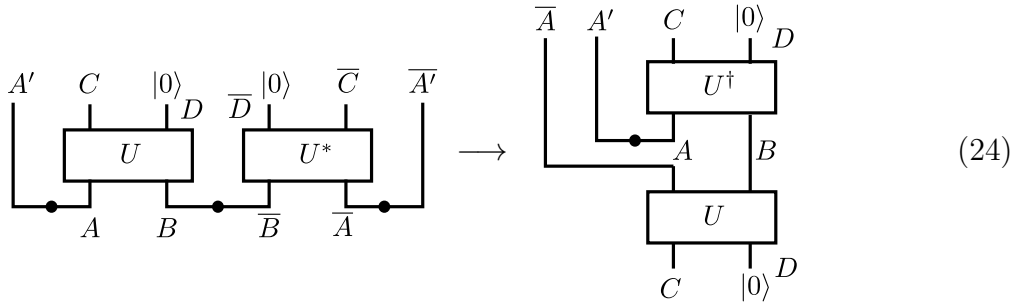 A̅ A′ C |0⟩
D
A′ C |0⟩ |0⟩ C̅ A̅′̅
D D̅
U†
U U* ⟶ A B (24)
A B B̅ A̅
U
C |0⟩ D